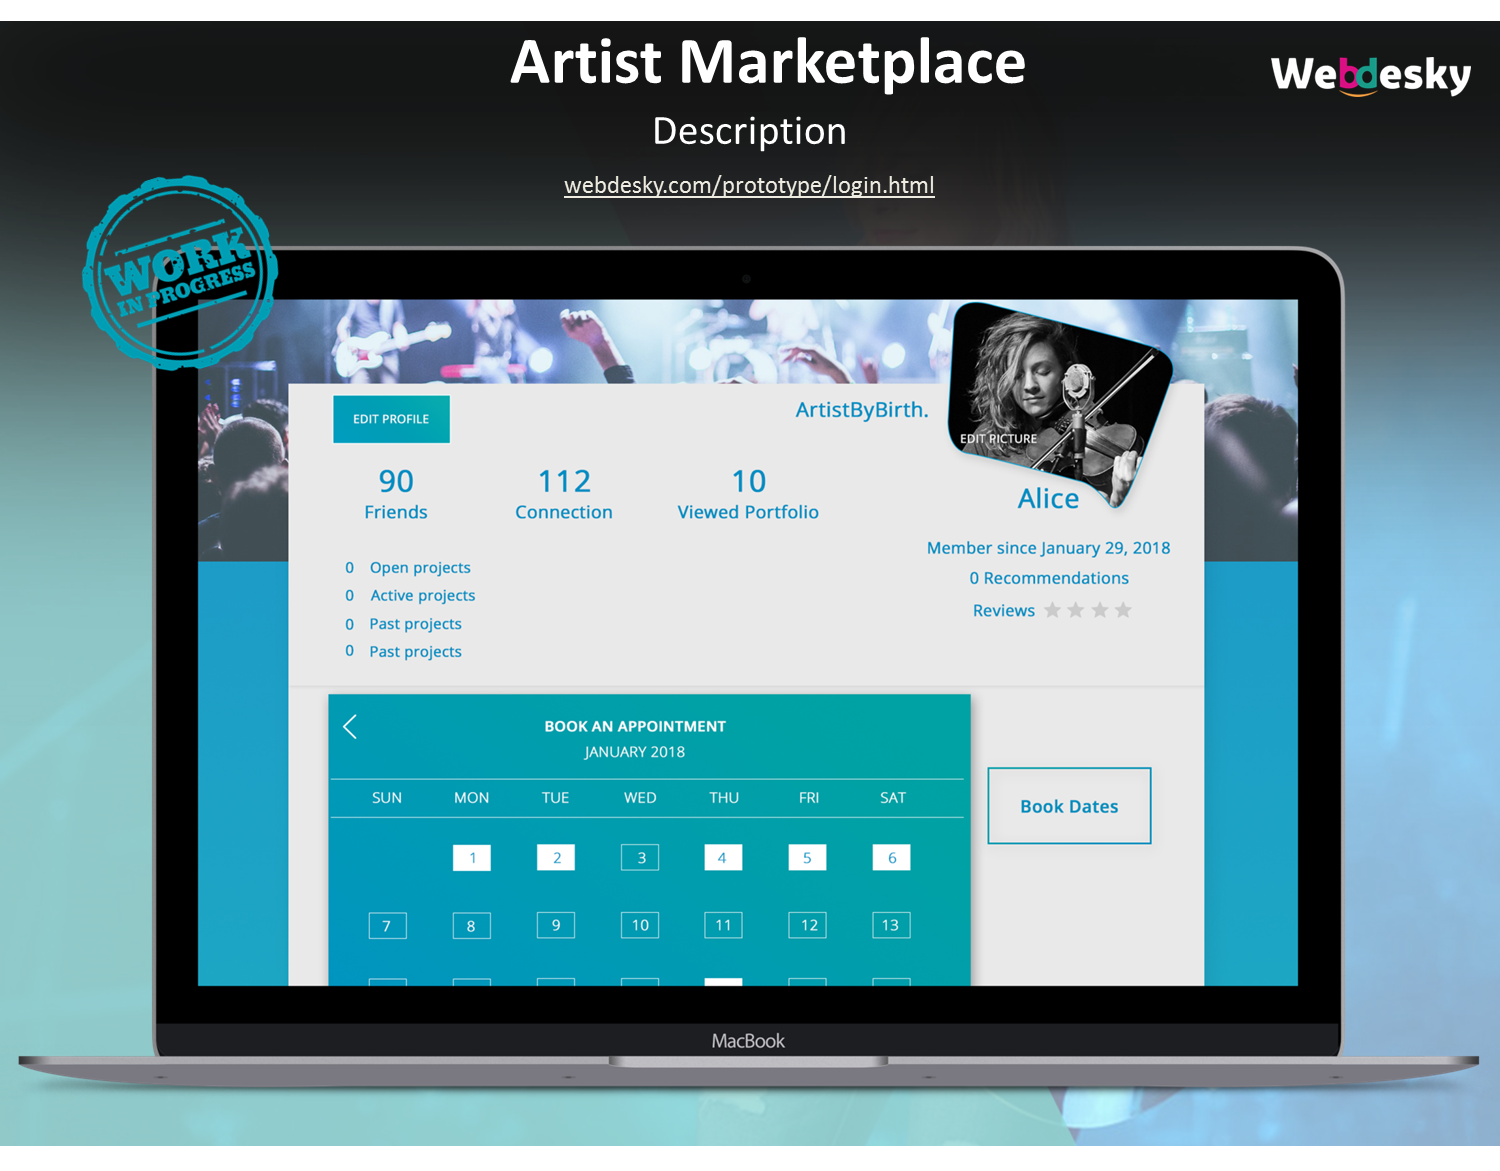 Artist Marketplace
Webdesky
Description
webdesky.com/prototype/login.html
WORK
IN PROGRESS
EDIT PROFILE
ArtistByBirth.
EDIT PICTURE
90 112 10
Friends Connection Viewed Portfolio
Alice
Member since January 29, 2018
0 Recommendations
Reviews
0 Open projects
0 Active projects
0 Past projects
0 Past projects
BOOK AN APPOINTMENT
JANUARY 2018
SUN MON TUE WED THU FRI SAT
1 2 3 4 5 6
7 8 9 10 11 12 13
Book Dates
MacBook